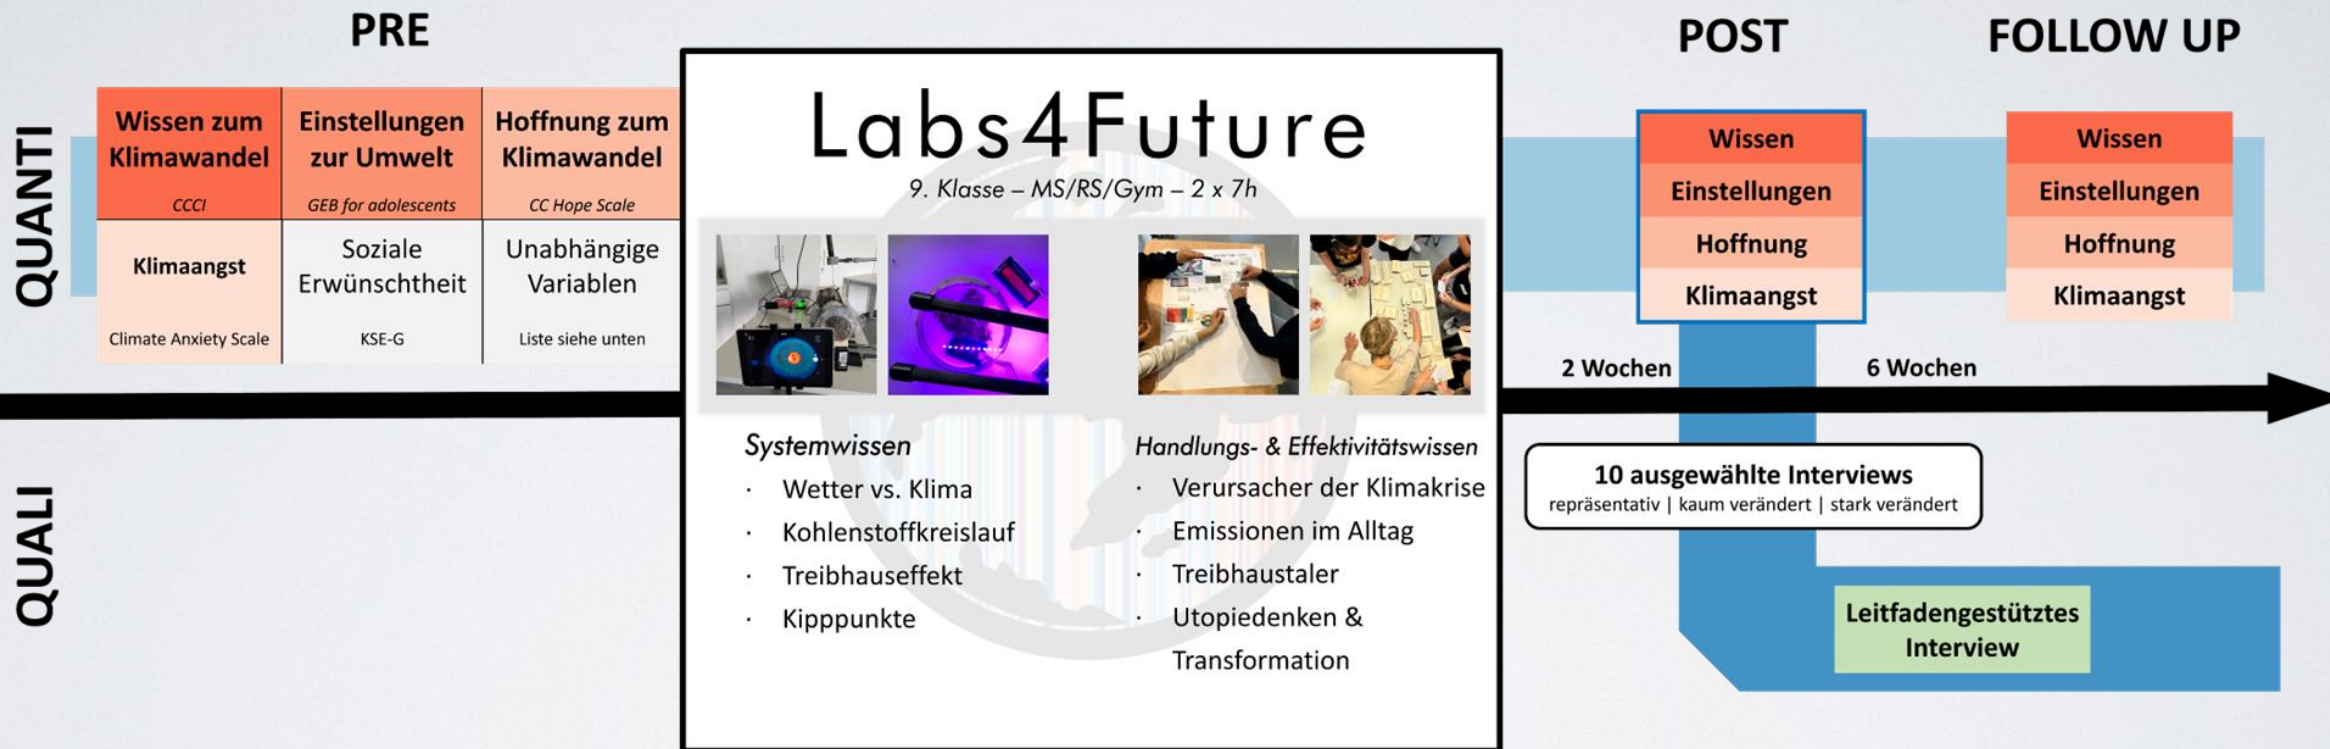 PRE
POST
FOLLOW UP
QUANTI
Wissen zum
Klimawandel
CCCI
Einstellungen
zur Umwelt
GEB for adolescents
Hoffnung zum
Klimawandel
CC Hope Scale
Klimaangst
Climate Anxiety Scale
Soziale
Erwünschtheit
KSE-G
Unabhängige
Variablen
Liste siehe unten
Labs4Future
9. Klasse – MS/RS/Gym – 2 x 7h
Systemwissen
· Wetter vs. Klima
· Kohlenstoffkreislauf
· Treibhauseffekt
· Kipppunkte
Handlungs- & Effektivitätswissen
· Verursacher der Klimakrise
· Emissionen im Alltag
· Treibhaustaler
· Utopiedenken &
Transformation
Wissen
Einstellungen
Hoffnung
Klimaangst
Wissen
Einstellungen
Hoffnung
Klimaangst
2 Wochen
6 Wochen
QUALI
10 ausgewählte Interviews
repräsentativ | kaum verändert | stark verändert
Leitfadengestütztes
Interview